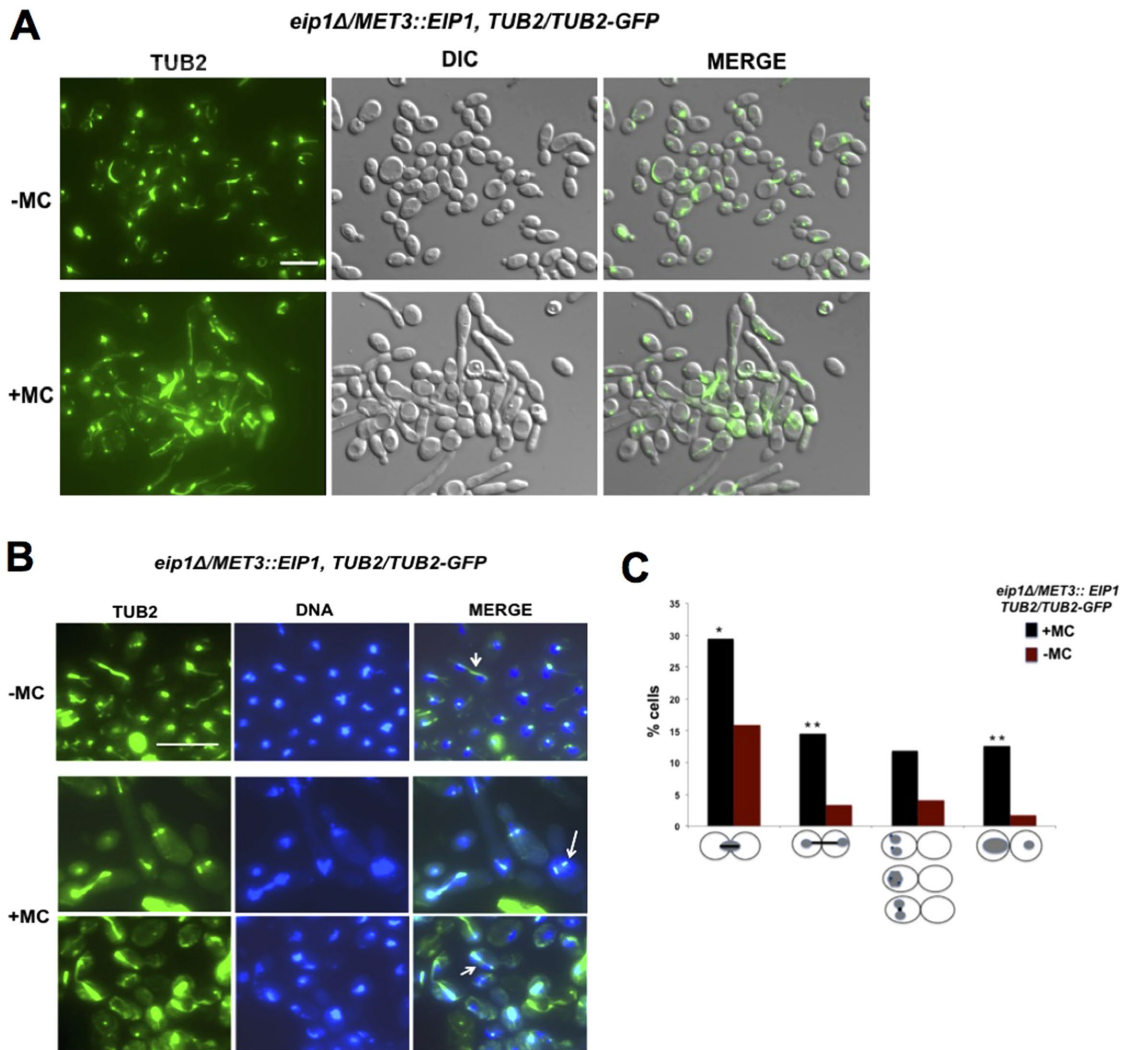 A
eip1Δ/MET3::EIP1, TUB2/TUB2-GFP
TUB2 DIC MERGE
-MC
+MC
B
eip1Δ/MET3::EIP1, TUB2/TUB2-GFP
TUB2 DNA MERGE
-MC
+MC
C
eip1Δ/MET3:: EIP1
TUB2/TUB2-GFP
+MC
-MC
% cells
35
30
25
20
15
10
5
0
*
**
**